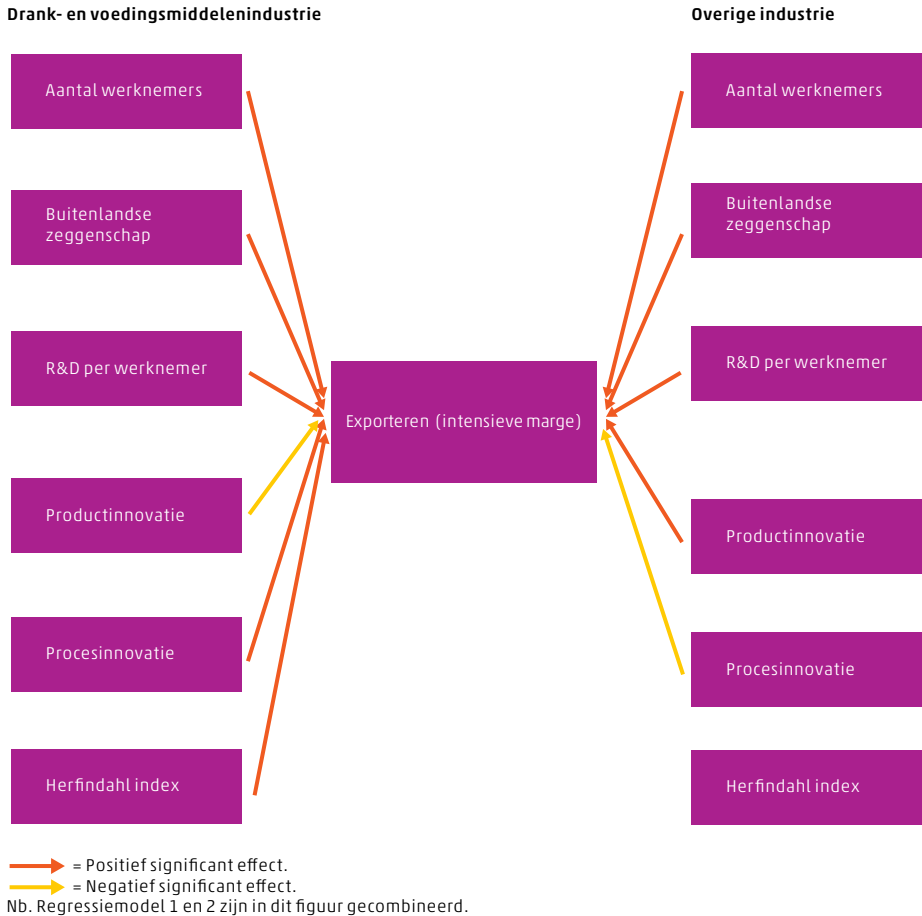 Drank- en voedingsmiddelenindustrie
Overige industrie
Aantal werknemers
Buitenlandse
zeggenschap
R&D per werknemer
Productinnovatie
Procesinnovatie
Herfindahl index
Exporteren (intensieve marge)
Aantal werknemers
Buitenlandse
zeggenschap
R&D per werknemer
Productinnovatie
Procesinnovatie
Herfindahl index
= Positief significant effect.
= Negatief significant effect.
Nb. Regressiemodel 1 en 2 zijn in dit figuur gecombineerd.